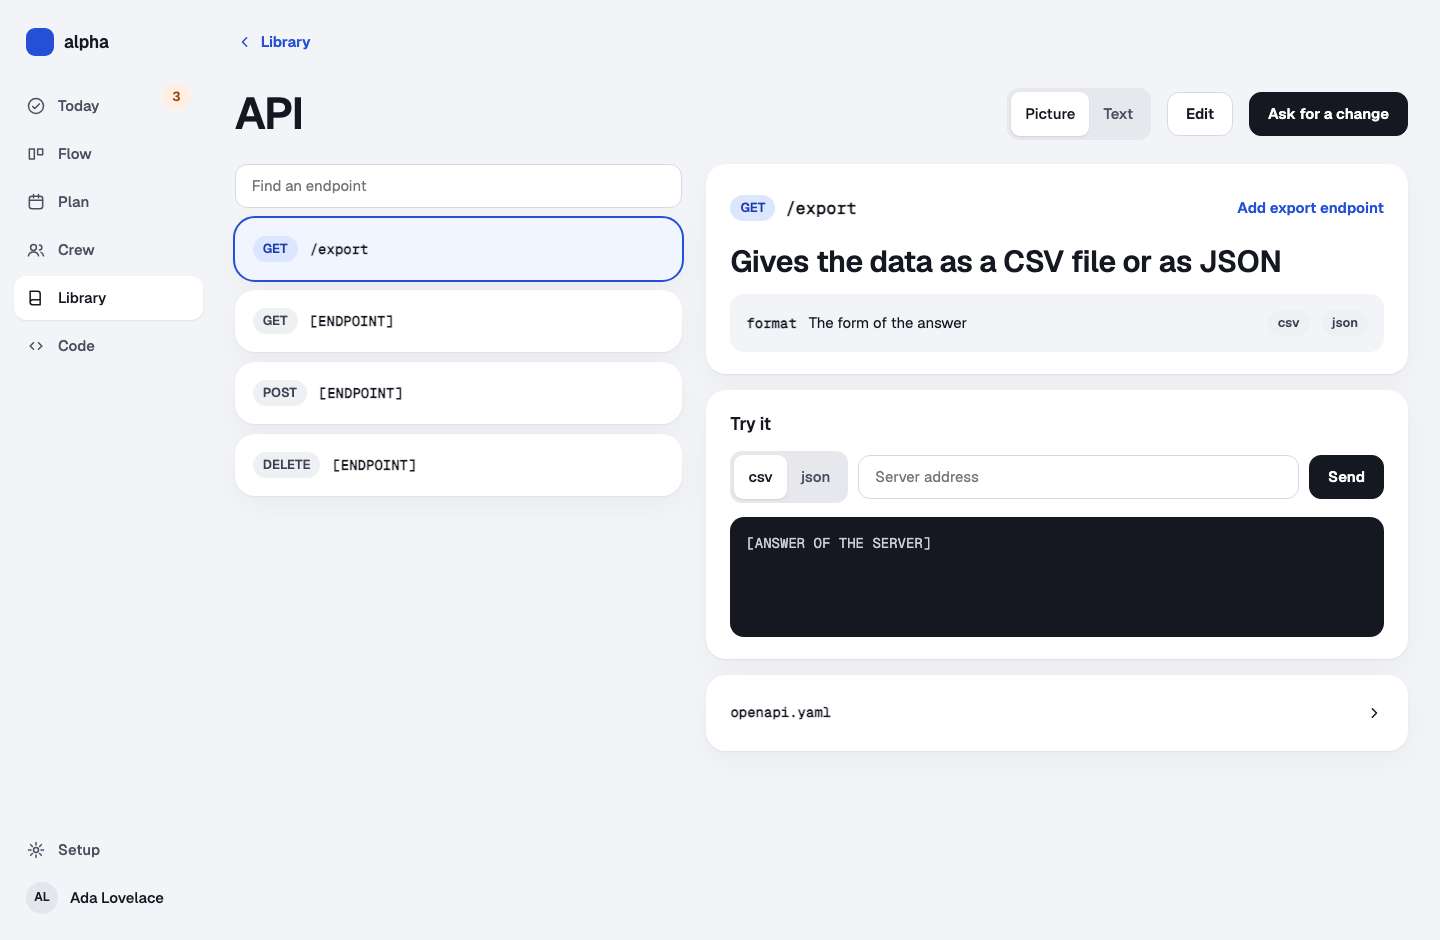 alpha
Library
Today
3
Flow
Plan
Crew
Library
Code
Setup
AL
Ada Lovelace
API
Picture
Text
Edit
Ask for a change
Find an endpoint
GET /export
GET [ENDPOINT]
POST [ENDPOINT]
DELETE [ENDPOINT]
GET /export
Add export endpoint
Gives the data as a CSV file or as JSON
format The form of the answer
csv
json
Try it
csv
json
Server address
Send
[ANSWER OF THE SERVER]
openapi.yaml